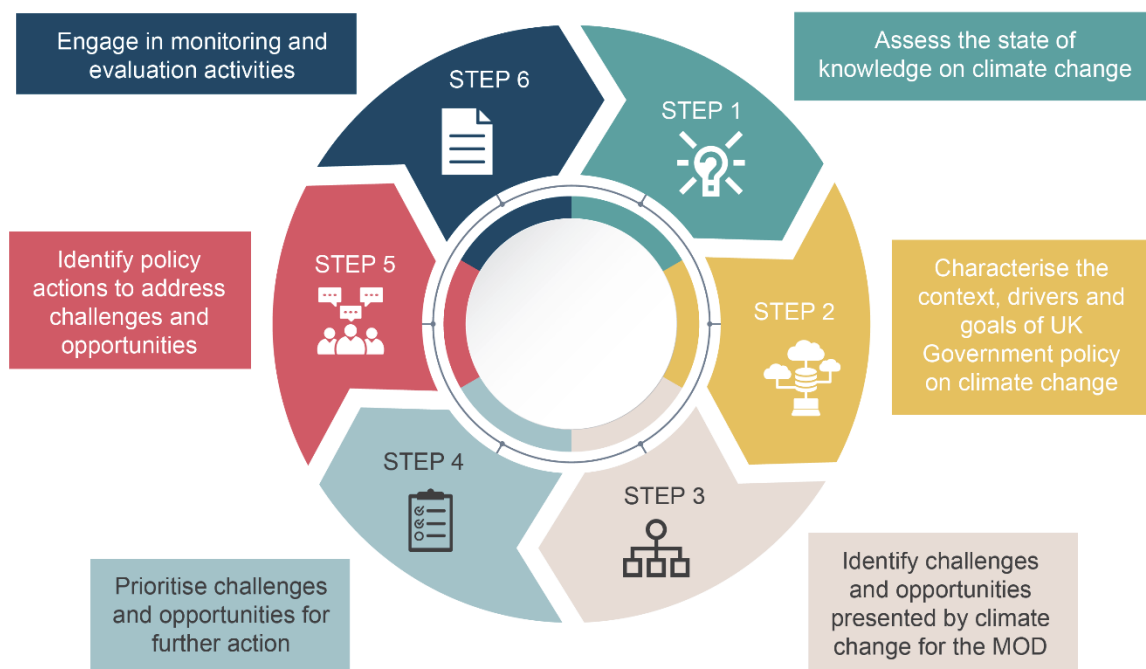 STEP 1
Assess the state of
knowledge on climate change
STEP 2
Characterise the
context, drivers and
goals of UK
Government policy
on climate change
STEP 3
Identify challenges
and opportunities
presented by climate
change for the MOD
STEP 4
Prioritise challenges
and opportunities for
further action
STEP 5
Identify policy
actions to address
challenges and
opportunities
STEP 6
Engage in monitoring and
evaluation activities